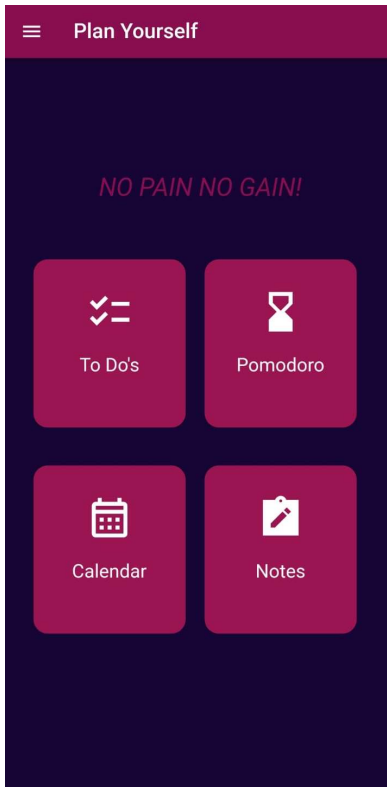 Plan Yourself
NO PAIN NO GAIN!
To Do's
Pomodoro
Calendar
Notes